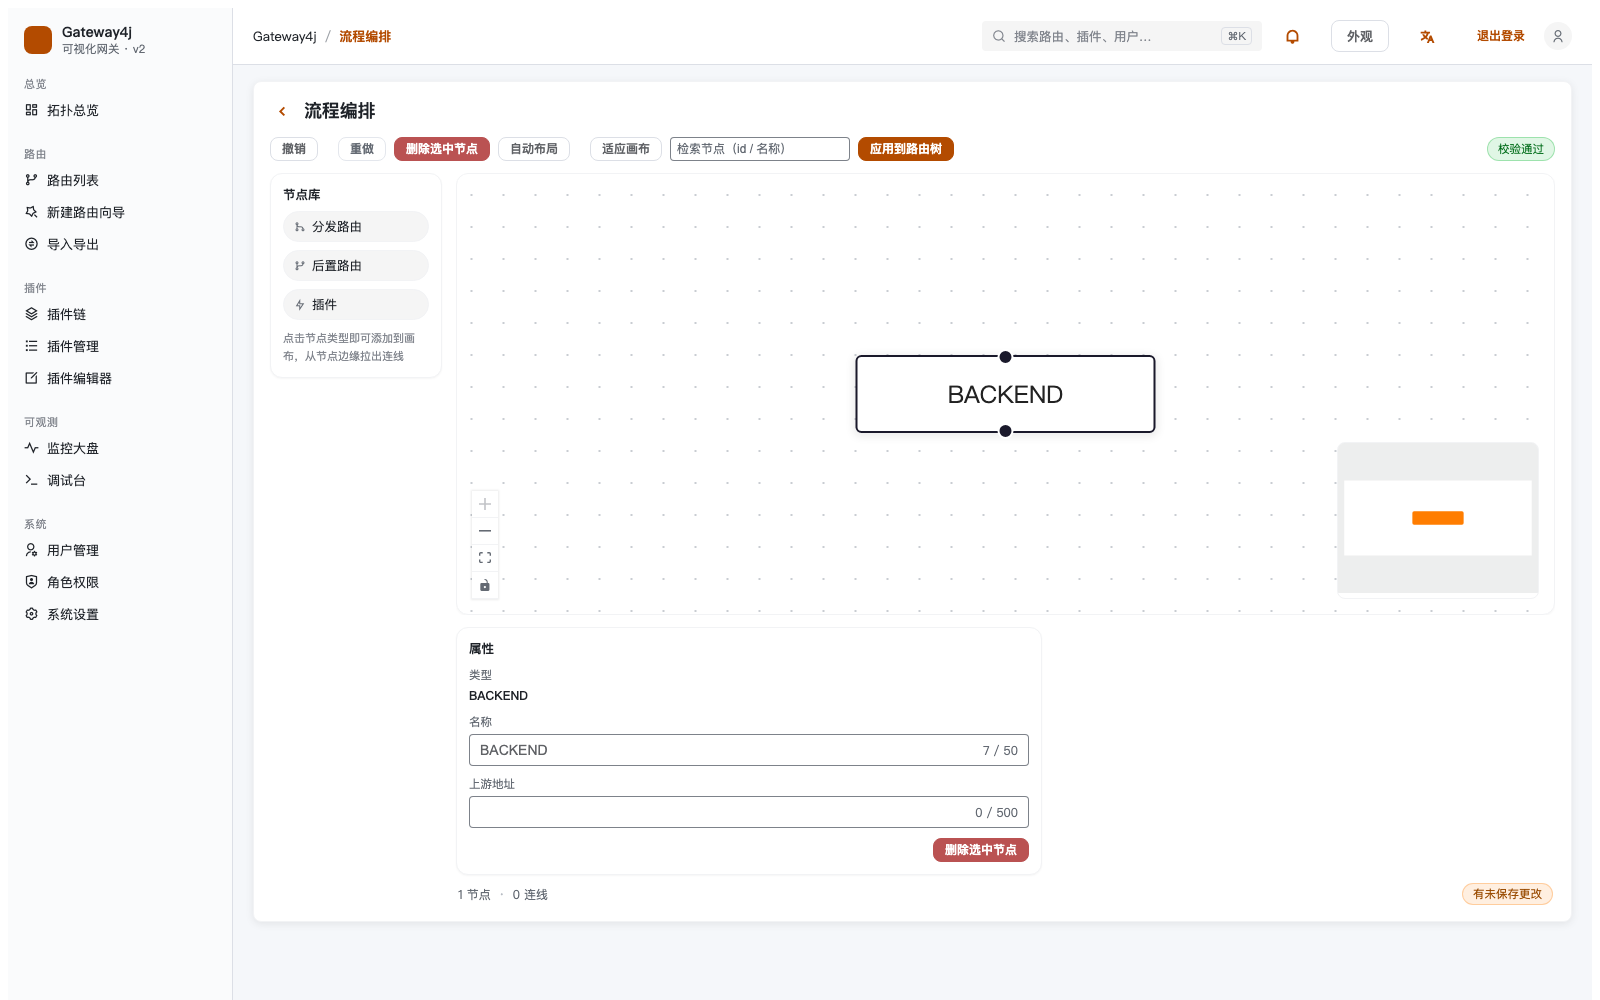 Gateway4j
可视化网关 · v2
总览
拓扑总览
路由
路由列表
新建路由向导
导入导出
插件
插件链
插件管理
插件编辑器
可观测
监控大盘
调试台
系统
用户管理
角色权限
系统设置
Gateway4j / 流程编排
搜索路由、插件、用户... ⌘K
外观
退出登录
流程编排
撤销 重做 删除选中节点 自动布局 适应画布 检索节点（id / 名称） 应用到路由树 校验通过
节点库
分发路由
后置路由
插件
点击节点类型即可添加到画
布，从节点边缘拉出连线
BACKEND
属性
类型
BACKEND
名称
BACKEND 7 / 50
上游地址
0 / 500
删除选中节点
1 节点 · 0 连线 有未保存更改